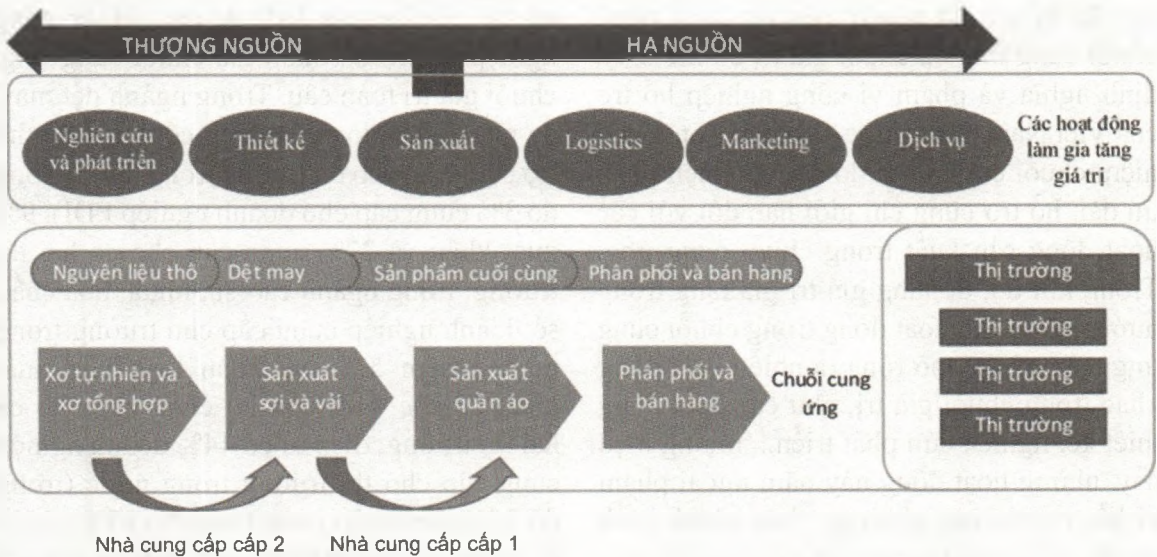 THƯỢNG NGUỒN
HẠ NGUỒN
Nghiên cứu
và phát triển
Thiết kế
Sản xuất
Logistics
Marketing
Dịch vụ
Các hoạt động
làm gia tăng
giá trị
Nguyên liệu thô
Dệt may
Sản phẩm cuối cùng
Phân phối và bán hàng
Thị trường
Thị trường
Thị trường
Thị trường
Xơ tự nhiên và
xơ tổng hợp
Sản xuất
sợi và vải
Sản xuất
quần áo
Phân phối và
bán hàng
Chuỗi cung
ứng
Nhà cung cấp cấp 2
Nhà cung cấp cấp 1